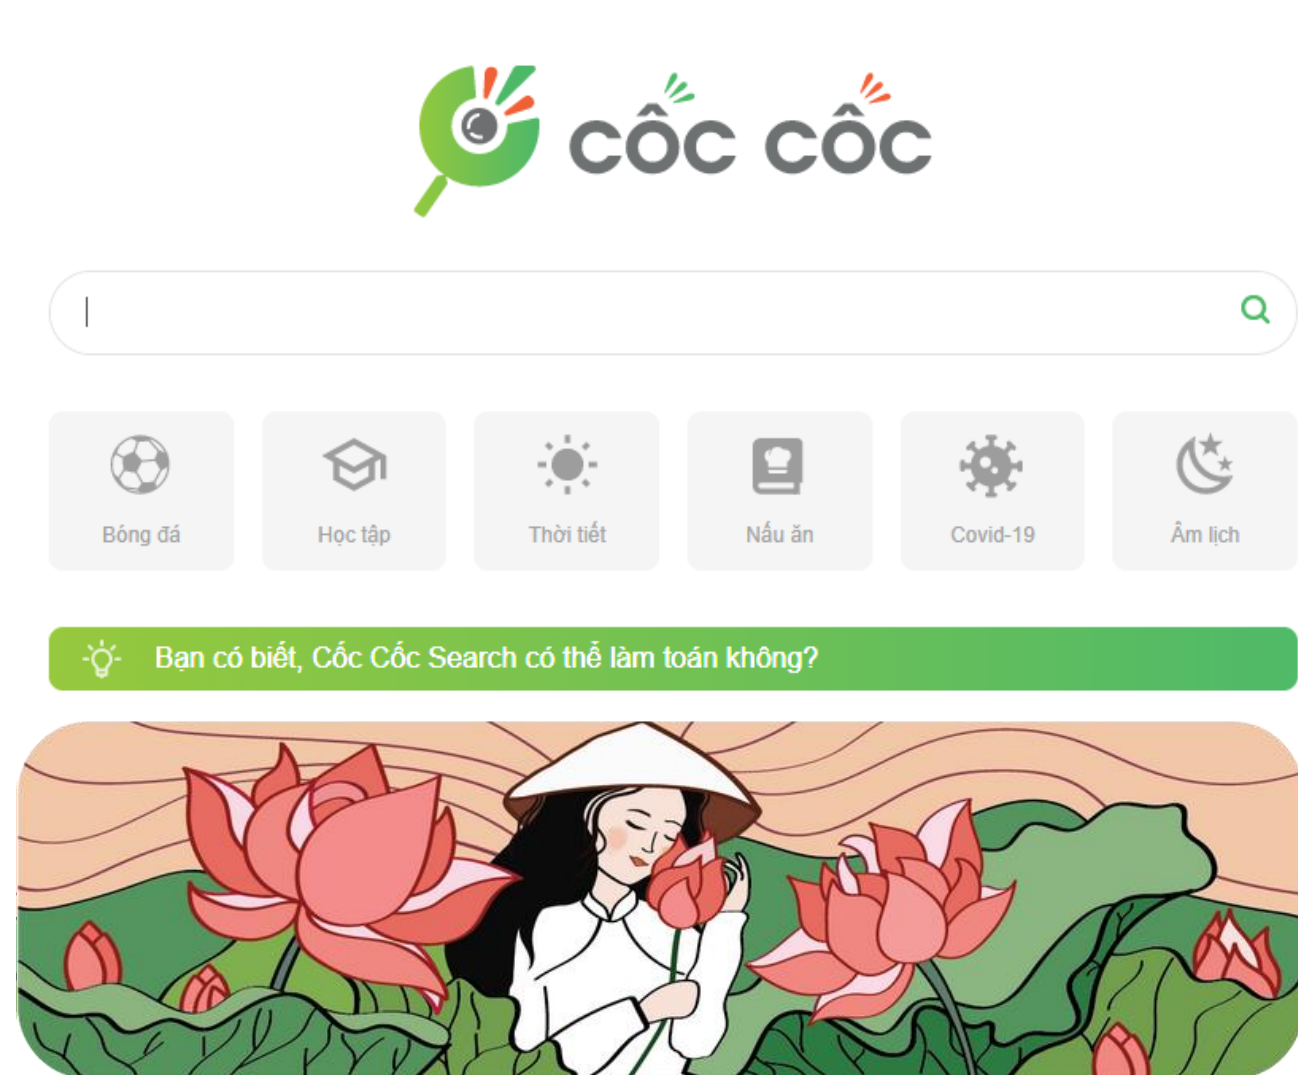 cốc cốc
Bóng đá
Học tập
Thời tiết
Nấu ăn
Covid-19
Âm lịch
Bạn có biết, Cốc Cốc Search có thể làm toán không?